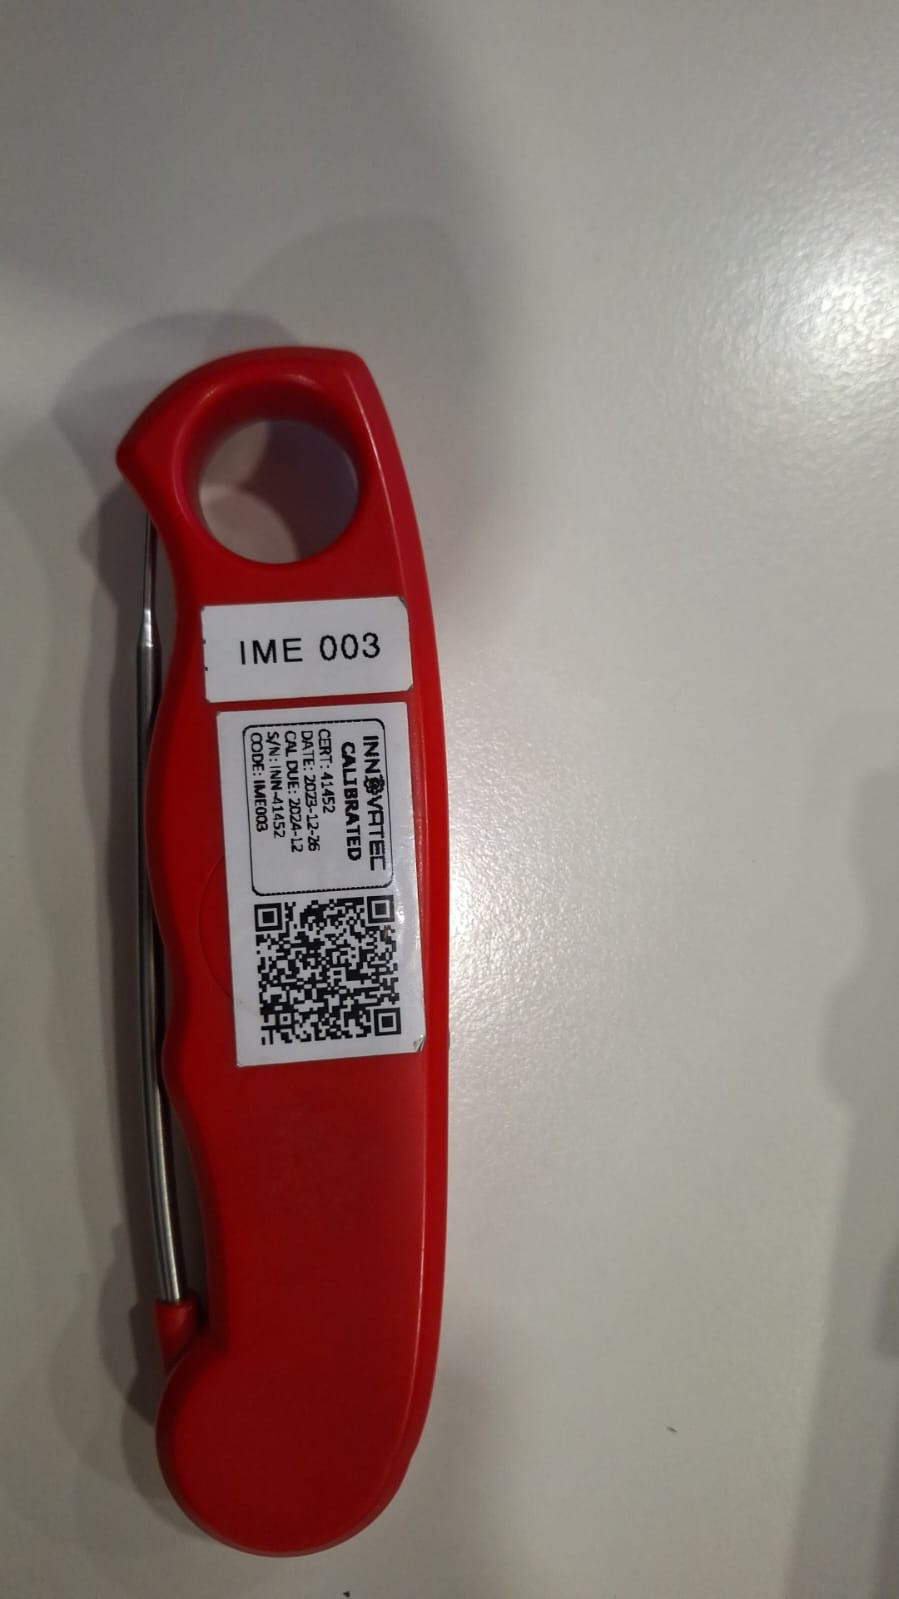 IME 003
INNOVATEC
CALIBRATED
CERT: 41452
DATE: 2023-12-26
CAL DUE: 2024-12
S/N: INN-41452
CODE: IME003